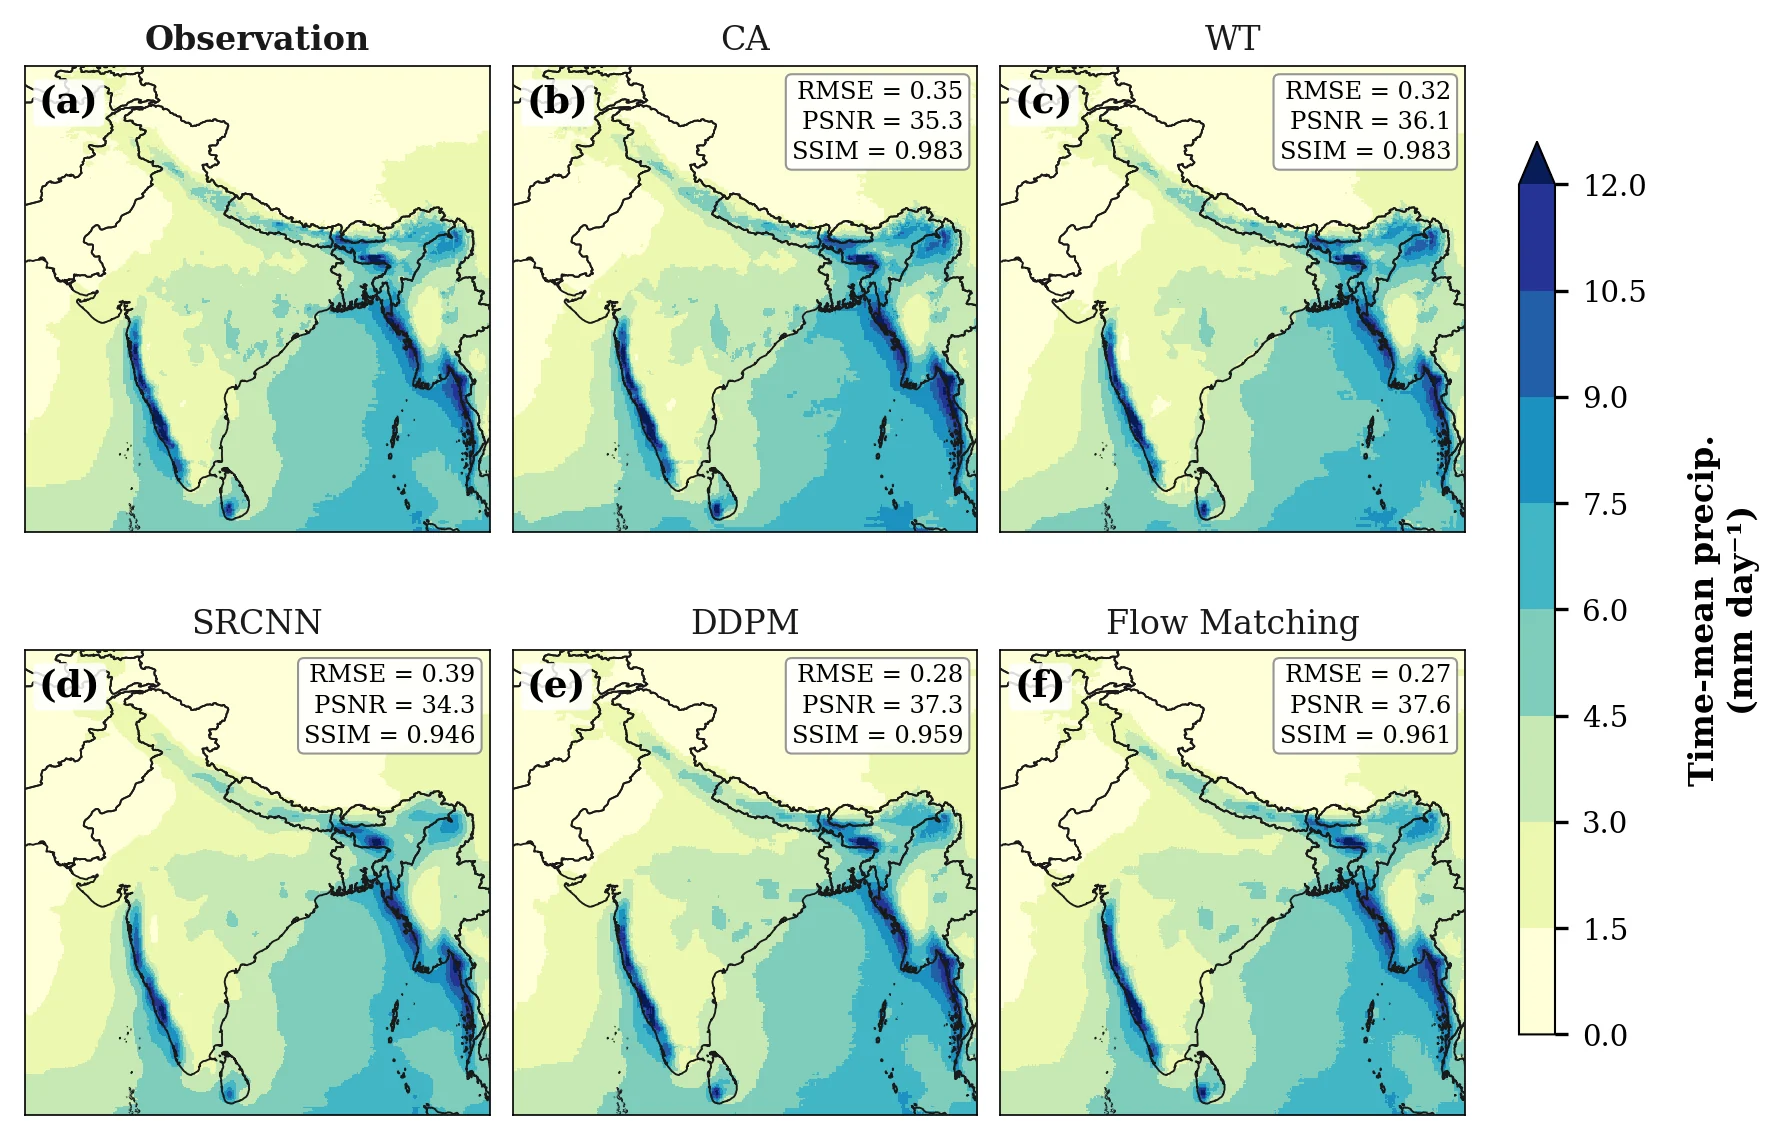 Observation
CA
WT
(a)
(b)
RMSE = 0.35
PSNR = 35.3
SSIM = 0.983
(c)
RMSE = 0.32
PSNR = 36.1
SSIM = 0.983
SRCNN
DDPM
Flow Matching
(d)
RMSE = 0.39
PSNR = 34.3
SSIM = 0.946
(e)
RMSE = 0.28
PSNR = 37.3
SSIM = 0.959
(f)
RMSE = 0.27
PSNR = 37.6
SSIM = 0.961
12.0
10.5
9.0
7.5
6.0
4.5
3.0
1.5
0.0
Time-mean precip.
(mm day⁻¹)